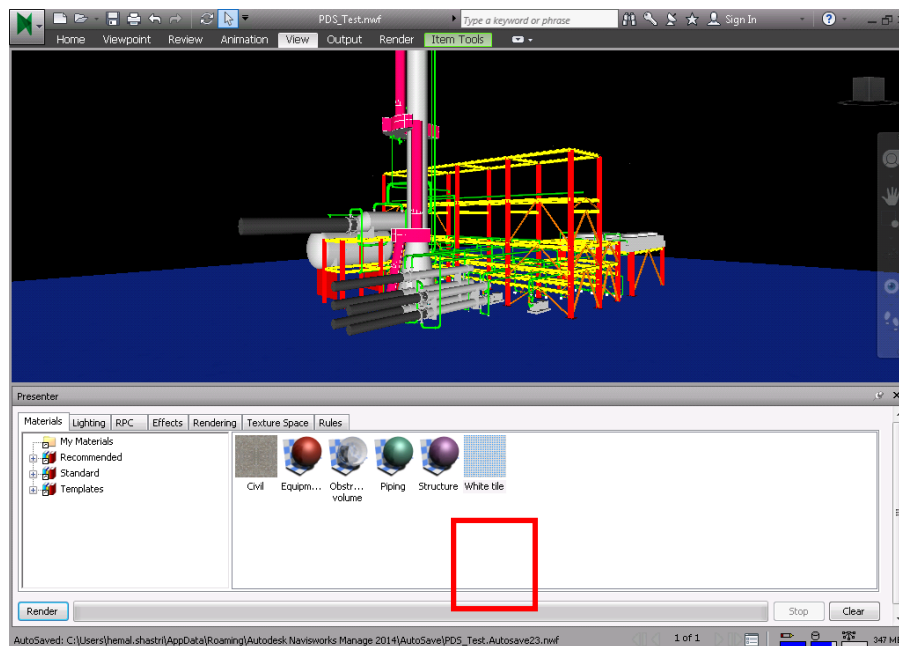 PDS_Test.nwf
Type a keyword or phrase
Sign In
Home Viewpoint Review Animation View Output Render Item Tools
Presenter
Materials Lighting RPC Effects Rendering Texture Space Rules
My Materials
Recommended
Standard
Templates
Civil Equipm... Obstr... Piping Structure White tile
volume
Render Stop Clear
AutoSaved: C:\Users\hemal.shastri\AppData\Roaming\Autodesk Navisworks Manage 2014\AutoSave\PDS_Test.Autosave23.nwf 1 of 1 347 M